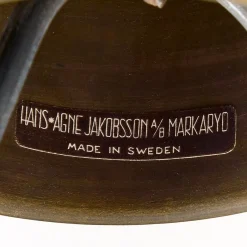 HANS-AGNE JAKOBSSON A/B MARKARYD
MADE IN SWEDEN